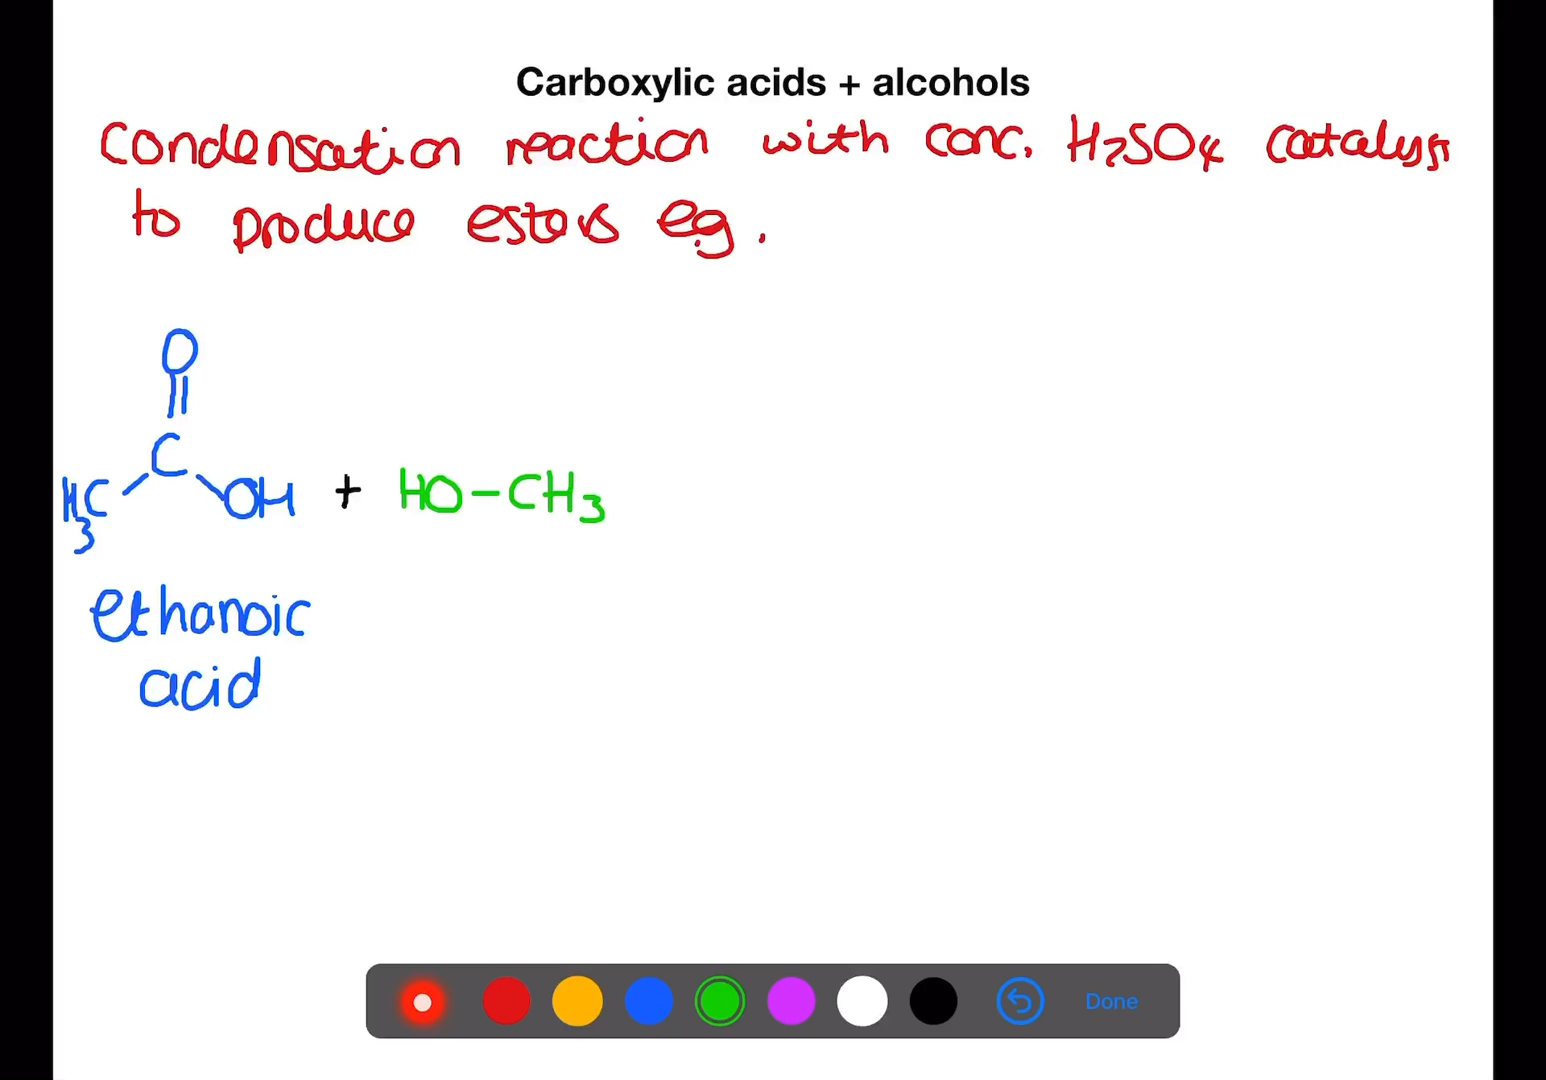 Carboxylic acids + alcohols
Condensation reaction with conc. H2SO4 catalyst
to produce esters eg.
O
C
H3C OH + HO-CH3
ethanoic
acid
Done